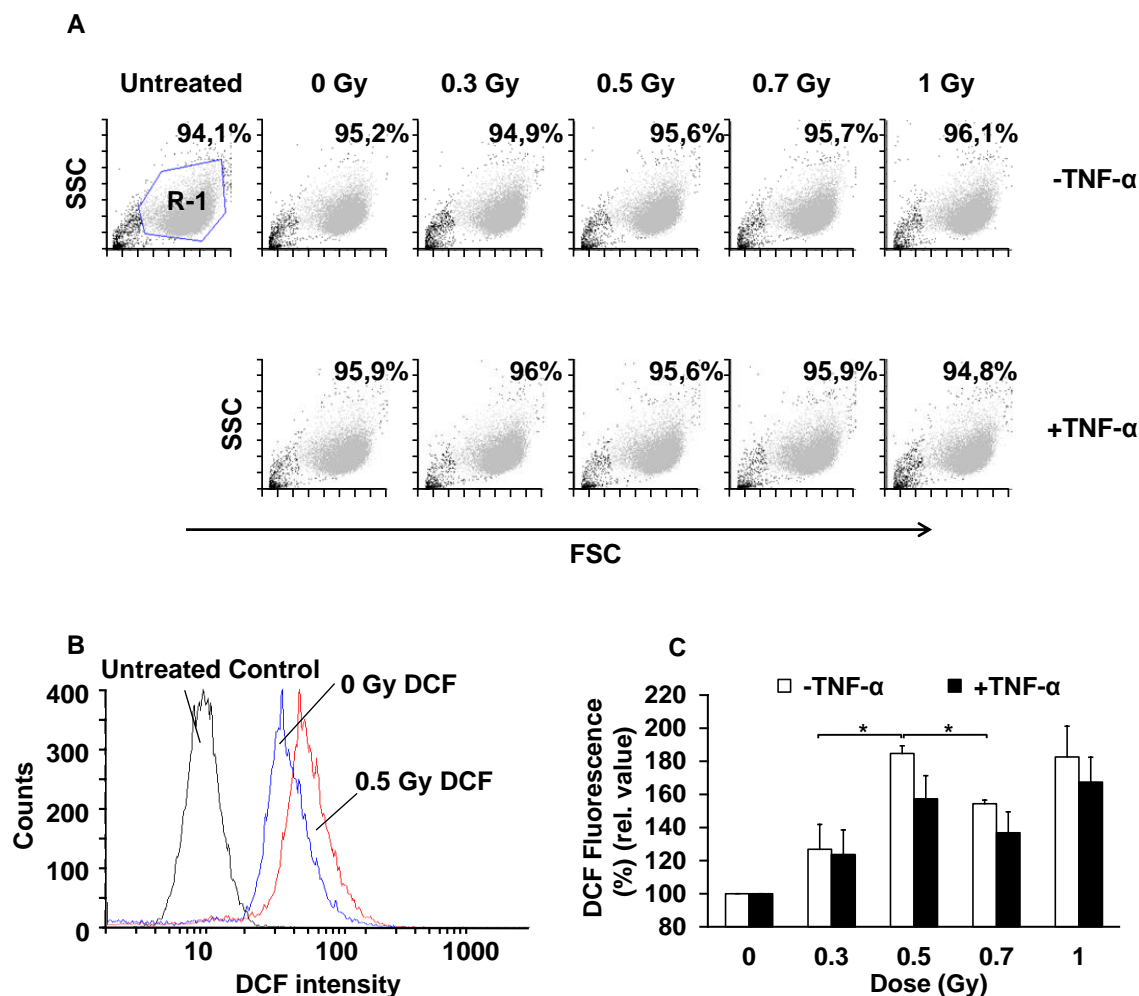 A
Untreated 0 Gy 0.3 Gy 0.5 Gy 0.7 Gy 1 Gy
94,1% 95,2% 94,9% 95,6% 95,7% 96,1%
SSC
R-1
-TNF-α
95,9% 96% 95,6% 95,9% 94,8%
SSC
+TNF-α
FSC
B
Untreated Control
0 Gy DCF
0.5 Gy DCF
400
300
200
100
0
Counts
10 100 1000
DCF intensity
C
-TNF-α +TNF-α
220
200
180
160
140
120
100
80
DCF Fluorescence
(%) (rel. value)
* *
0 0.3 0.5 0.7 1
Dose (Gy)